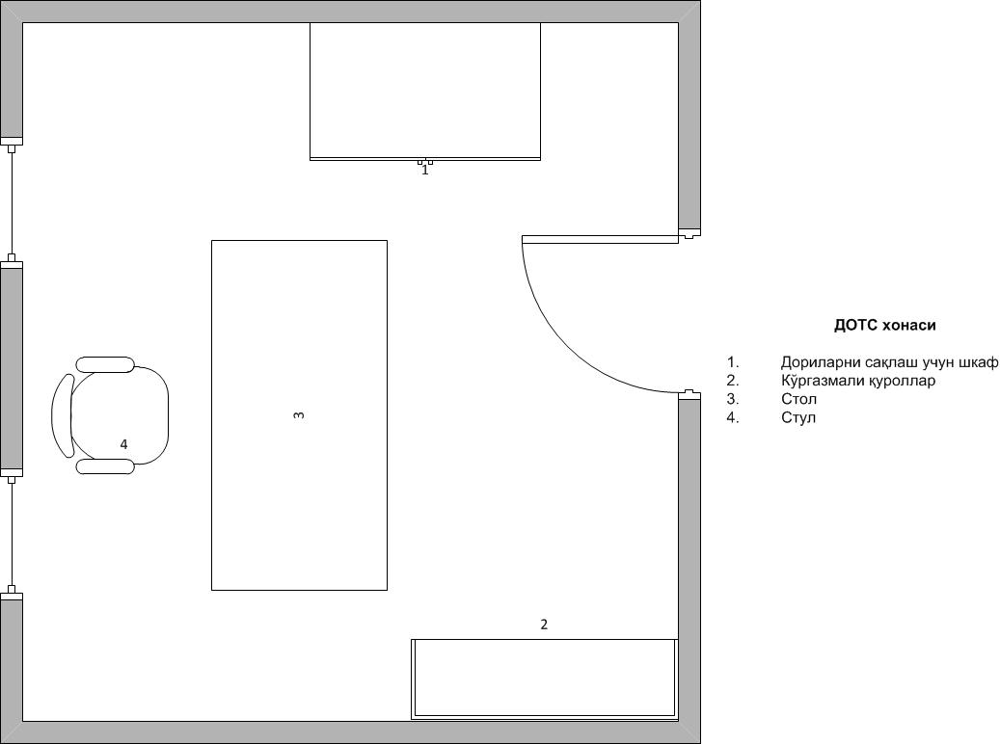 1
3
4
2
ДОТС хонаси
1. Дориларни сақлаш учун шкаф
2. Кўргазмали қуроллар
3. Стол
4. Стул